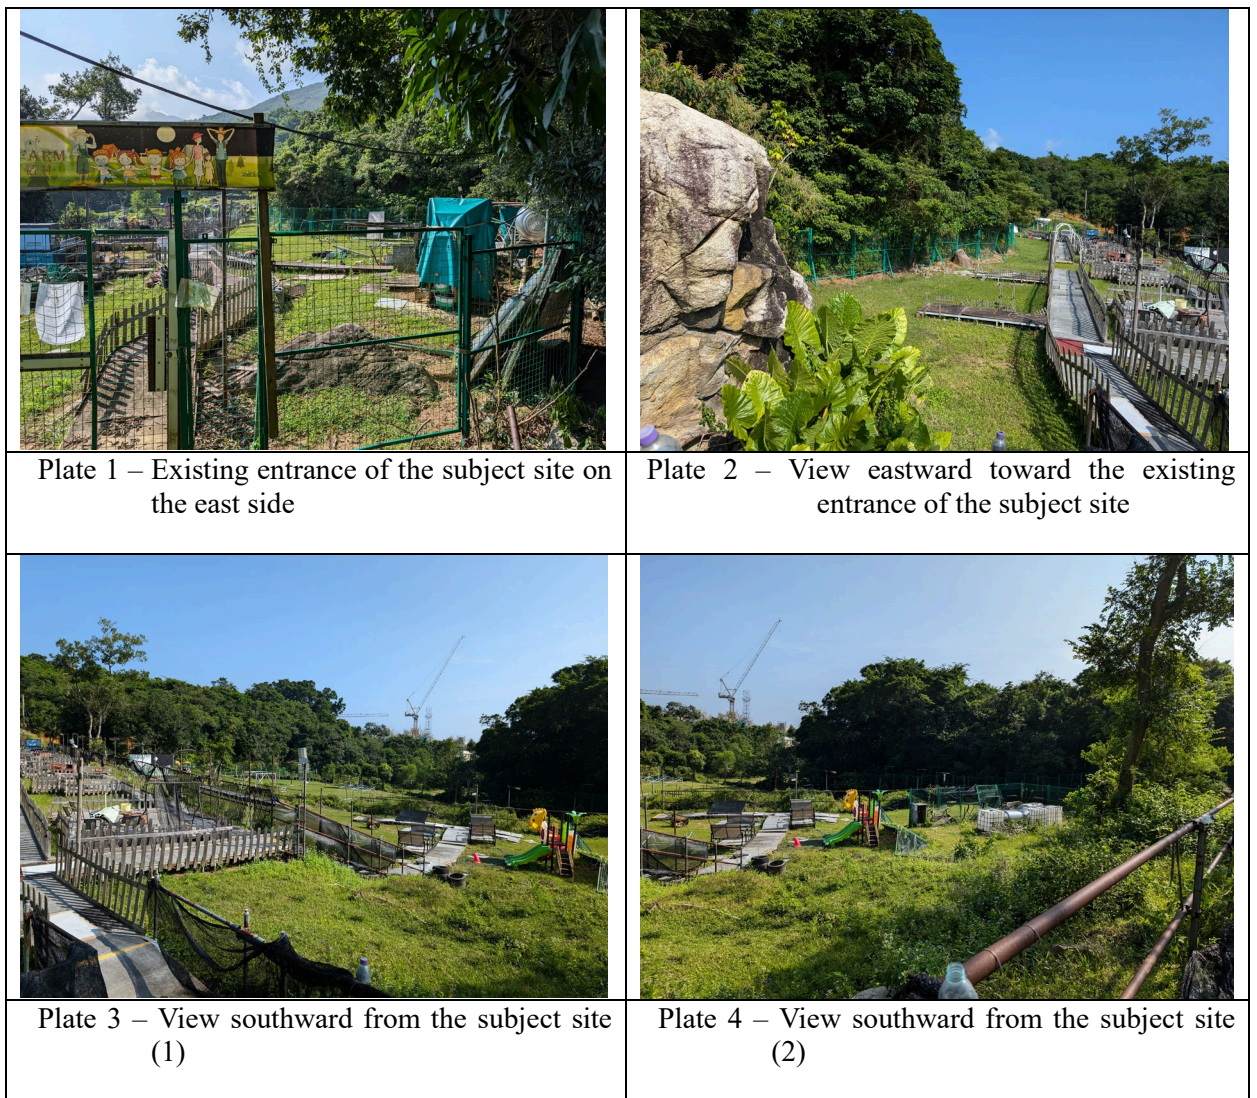 FARM
Plate 1 – Existing entrance of the subject site on
the east side
Plate 2 – View eastward toward the existing
entrance of the subject site
Plate 3 – View southward from the subject site
(1)
Plate 4 – View southward from the subject site
(2)